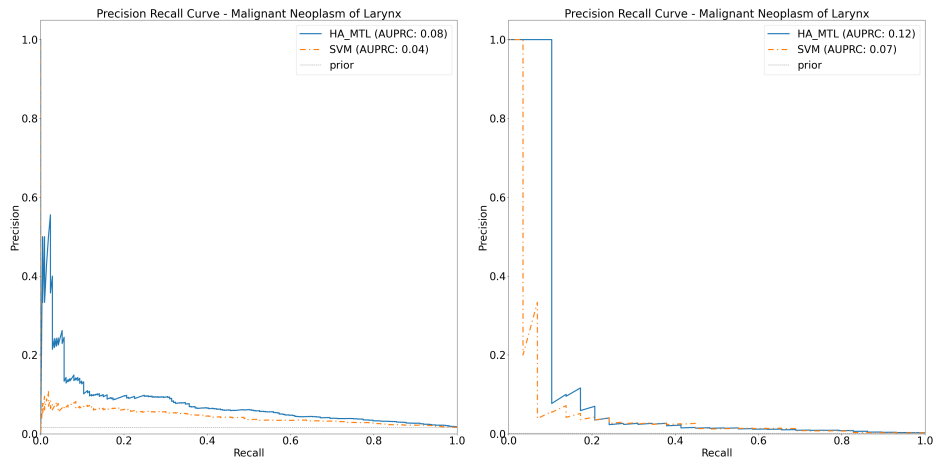 Precision Recall Curve - Malignant Neoplasm of Larynx
HA_MTL (AUPRC: 0.08)
SVM (AUPRC: 0.04)
prior
1.0
0.8
0.6
0.4
0.2
0.0
Precision
0.0 0.2 0.4 0.6 0.8 1.0
Recall
Precision Recall Curve - Malignant Neoplasm of Larynx
HA_MTL (AUPRC: 0.12)
SVM (AUPRC: 0.07)
prior
1.0
0.8
0.6
0.4
0.2
0.0
Precision
0.0 0.2 0.4 0.6 0.8 1.0
Recall